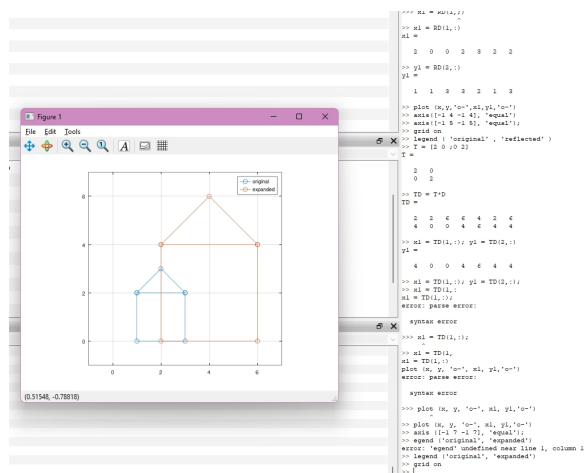 >>> x1 = RD(1,;)
^
>> x1 = RD(1,:)
x1 =
2 0 0 2 3 2 2
>> y1 = RD(2,:)
y1 =
1 1 3 3 2 1 3
>> plot (x,y,'o-',x1,y1,'o-')
>> axis([-1 4 -1 4], 'equal')
>> axis([-1 5 -1 5], 'equal');
>> grid on
>> legend ( 'original' , 'reflected' )
>> T = [2 0 ;0 2]
T =
2 0
0 2
>> TD = T*D
TD =
2 2 6 6 4 2 6
4 0 0 4 6 4 4
>> x1 = TD(1,:); y1 = TD(2,:)
y1 =
4 0 0 4 6 4 4
>> x1 = TD(1,:); y1 = TD(2,:);
>> x1 = TD(1,:
x1 = TD(1,:);
error: parse error:
syntax error
>>> x1 = TD(1,:);
^
>> x1 = TD(1,
x1 = TD(1,:)
plot (x, y, 'o-', x1, y1,'o-')
error: parse error:
syntax error
>>> plot (x, y, 'o-', x1, y1,'o-')
^
>> plot (x, y, 'o-', x1, y1,'o-')
>> axis ([-1 7 -1 7], 'equal');
>> egend ('original', 'expanded')
error: 'egend' undefined near line 1, column 1
>> legend ('original', 'expanded')
>> grid on
>>
Figure 1
File Edit Tools
A
original
expanded
6
4
2
0
0 2 4 6
(0.51548, -0.78818)